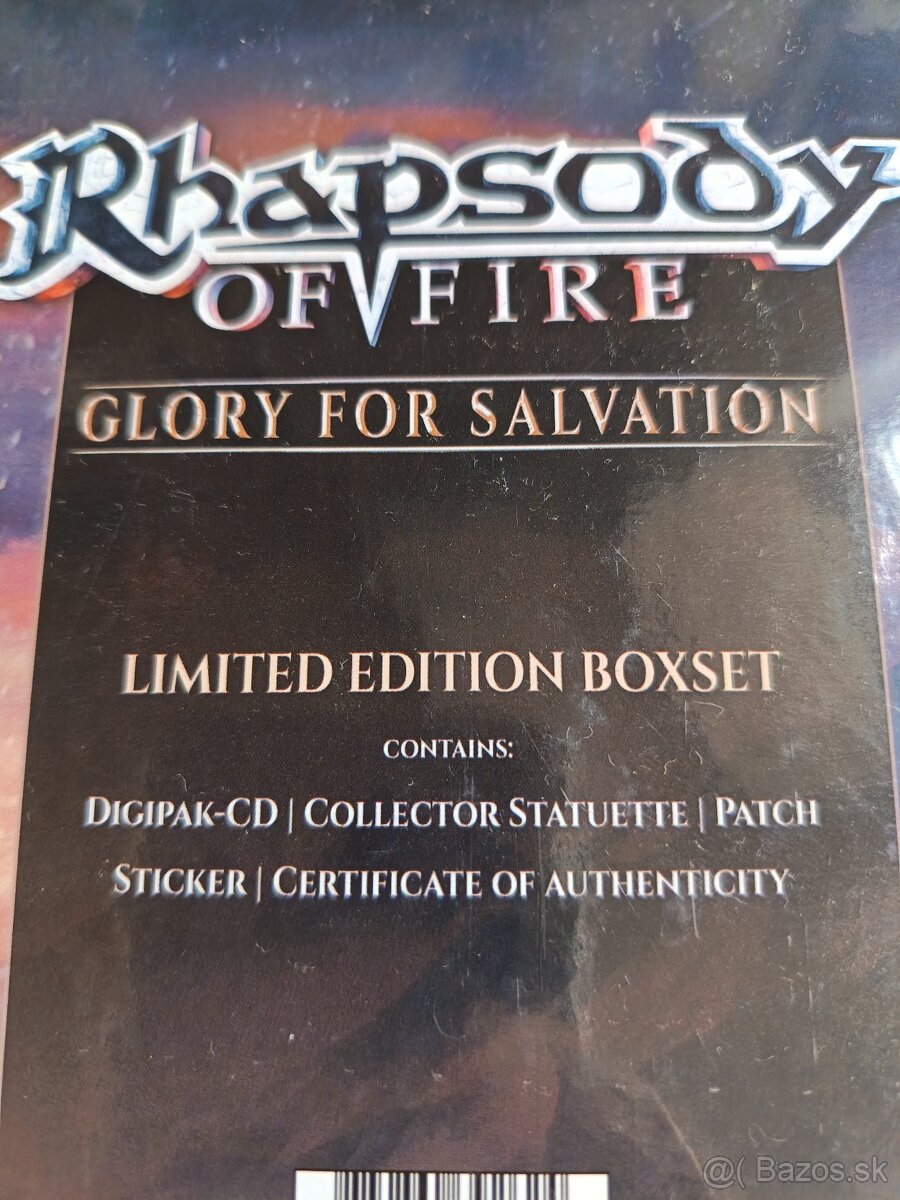 Rhapsody
OF FIRE
GLORY FOR SALVATION
LIMITED EDITION BOXSET
CONTAINS:
DIGIPAK-CD | COLLECTOR STATUETTE | PATCH
STICKER | CERTIFICATE OF AUTHENTICITY
@( Bazos.sk